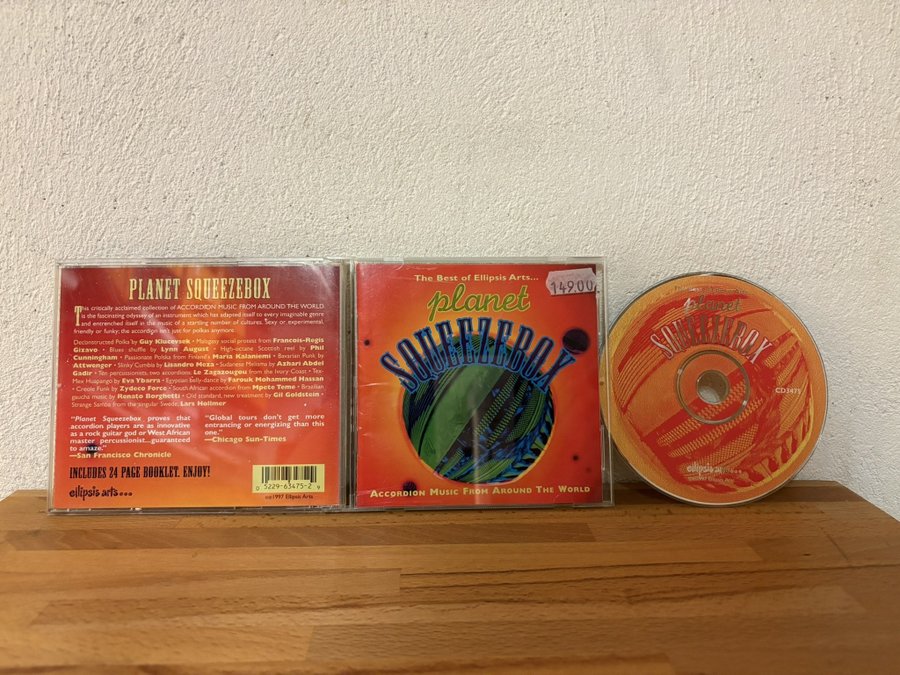 PLANET SQUEEZEBOX
This critically acclaimed collection of ACCORDION MUSIC FROM AROUND THE WORLD
is the fascinating odyssey of an instrument which has adapted itself to every imaginable genre
and entrenched itself in the music of a startling number of cultures. Sexy or experimental,
friendly or funky; the accordion isn't just for polkas anymore.
Deconstructed Polka by Guy Klucevsek • Malagasy social protest from Francois-Regis
Gizavo • Blues shuffle by Lynn August • High-octane Scottish reel by Phil
Cunningham • Passionate Polska from Finland's Maria Kalaniemi • Bavarian Punk by
Attwenger • Slinky Cumbia by Lisandro Meza • Sudanese Melisma by Azhari Abdel
Gadir • Ten percussionists, two accordions: Le Zagazougou from the Ivory Coast • Tex-
Mex Huapango by Eva Ybarra • Egyptian belly-dance by Farouk Mohammed Hassan
• Creole Funk by Zydeco Force • South African accordion from Mpota Teme • Brazilian
gaucho music by Renato Borghetti • Old standard, new treatment by Gil Goldstein •
Strange Samba from the singular Swede, Lars Hollmer
"Planet Squeezebox proves that
accordion players are as innovative
as a rock guitar god or West African
master percussionist...guaranteed
to amaze."
—San Francisco Chronicle
"Global tours don't get more
entrancing or energizing than this
one."
—Chicago Sun-Times
INCLUDES 24 PAGE BOOKLET. ENJOY!
ellipsis arts...
0 5229-63475-2 9
©1997 Ellipsis Arts
The Best of Ellipsis Arts...
149.00
planet
SQUEEZEBOX
ACCORDION MUSIC FROM AROUND THE WORLD
planet
SQUEEZEBOX
CD3475
ellipsis arts...